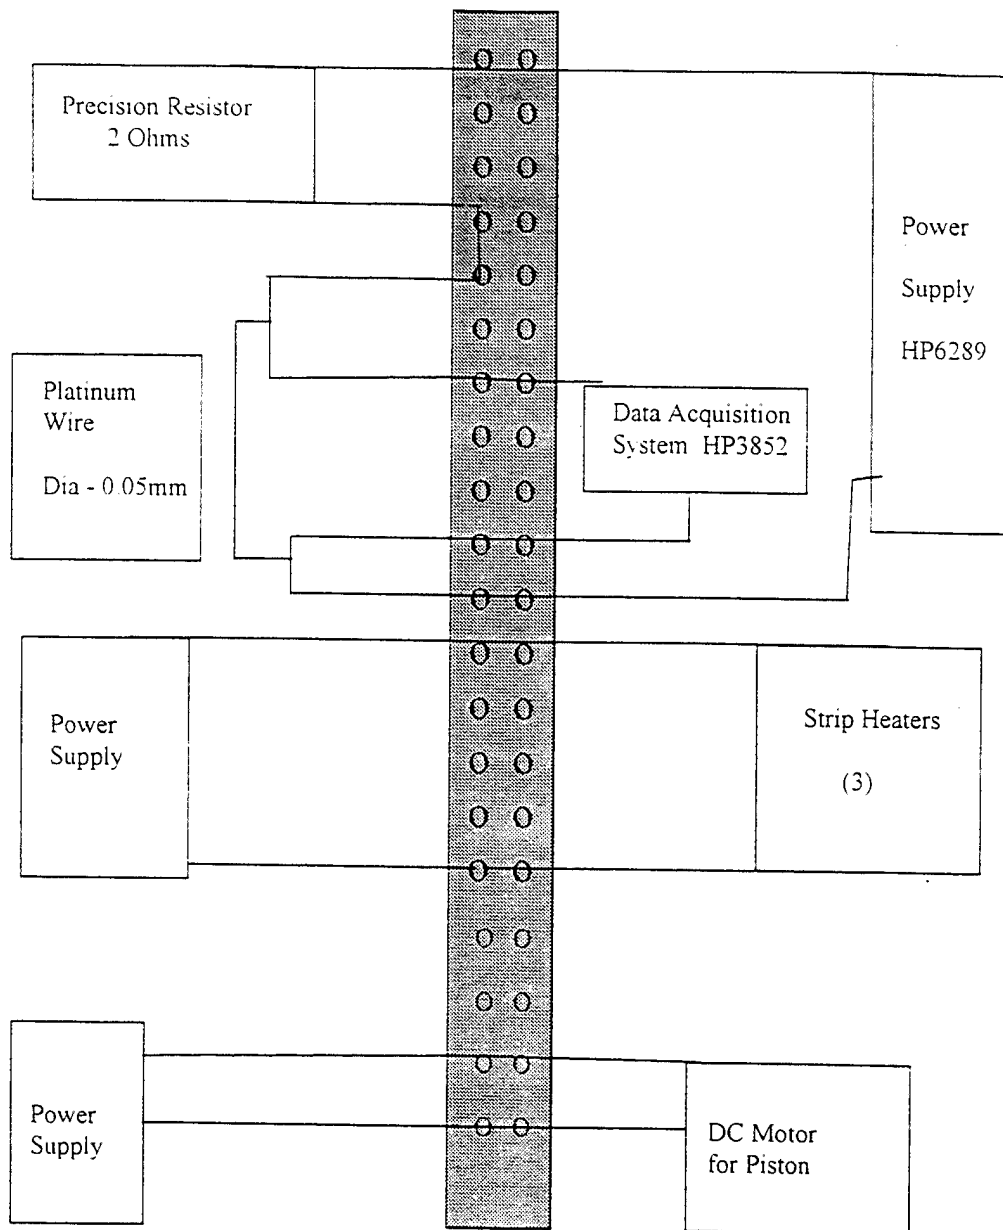 Precision Resistor
2 Ohms
Power
Supply
HP6289
Platinum
Wire
Dia - 0.05mm
Data Acquisition
System HP3852
Power
Supply
Strip Heaters
(3)
Power
Supply
DC Motor
for Piston